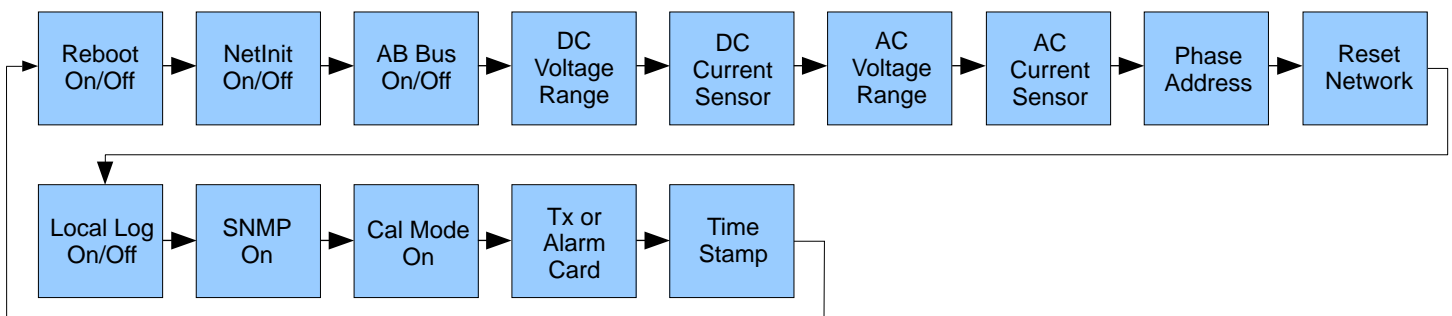 Reboot
On/Off
NetInit
On/Off
AB Bus
On/Off
DC
Voltage
Range
DC
Current
Sensor
AC
Voltage
Range
AC
Current
Sensor
Phase
Address
Reset
Network
Local Log
On/Off
SNMP
On
Cal Mode
On
Tx or
Alarm
Card
Time
Stamp